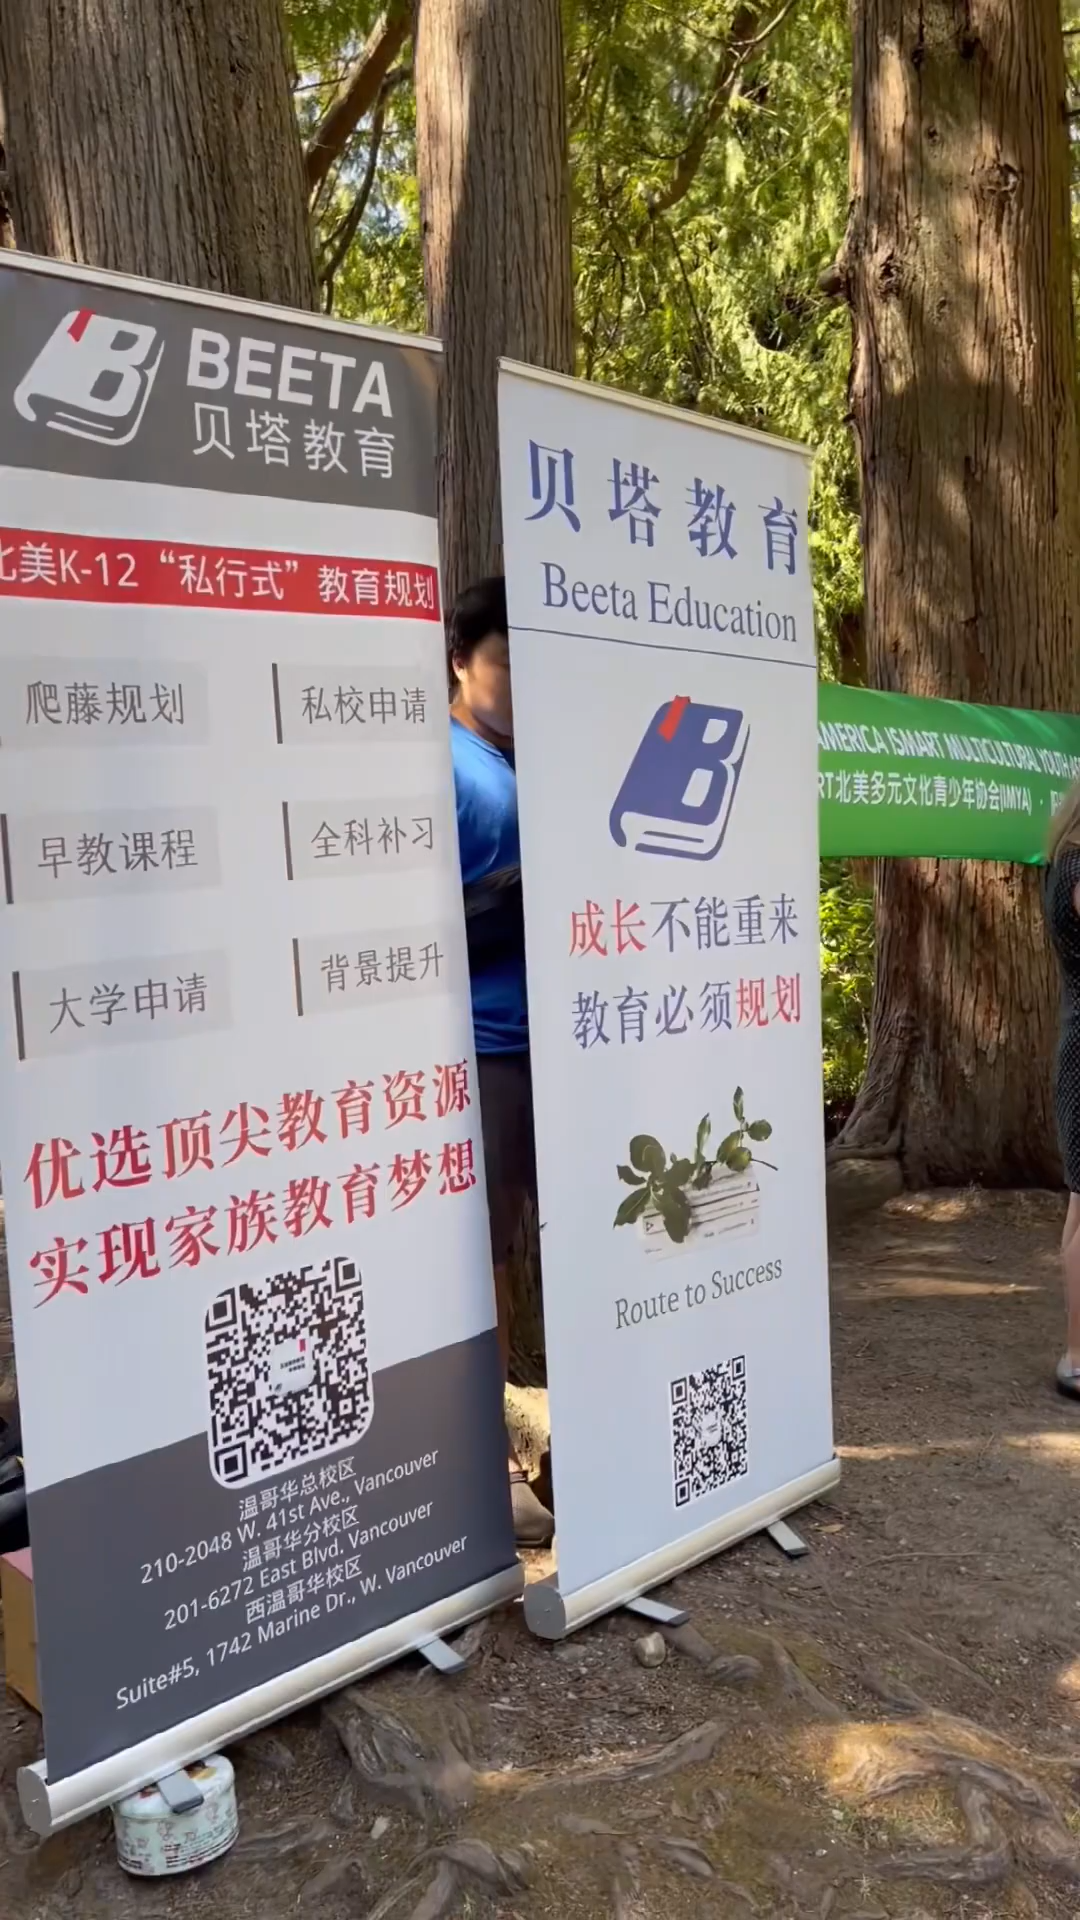 BEETA
贝塔教育
北美K-12“私行式”教育规划
爬藤规划
私校申请
早教课程
全科补习
大学申请
背景提升
优选顶尖教育资源
实现家族教育梦想
温哥华总校区
210-2048 W. 41st Ave., Vancouver
温哥华分校区
201-6272 East Blvd. Vancouver
西温哥华校区
Suite#5, 1742 Marine Dr., W. Vancouver
贝塔教育
Beeta Education
B
成长不能重来
教育必须规划
Route to Success
AMERICA ISMART MULTICULTURAL YOUTH
RT北美多元文化青少年协会(IMYA) ·